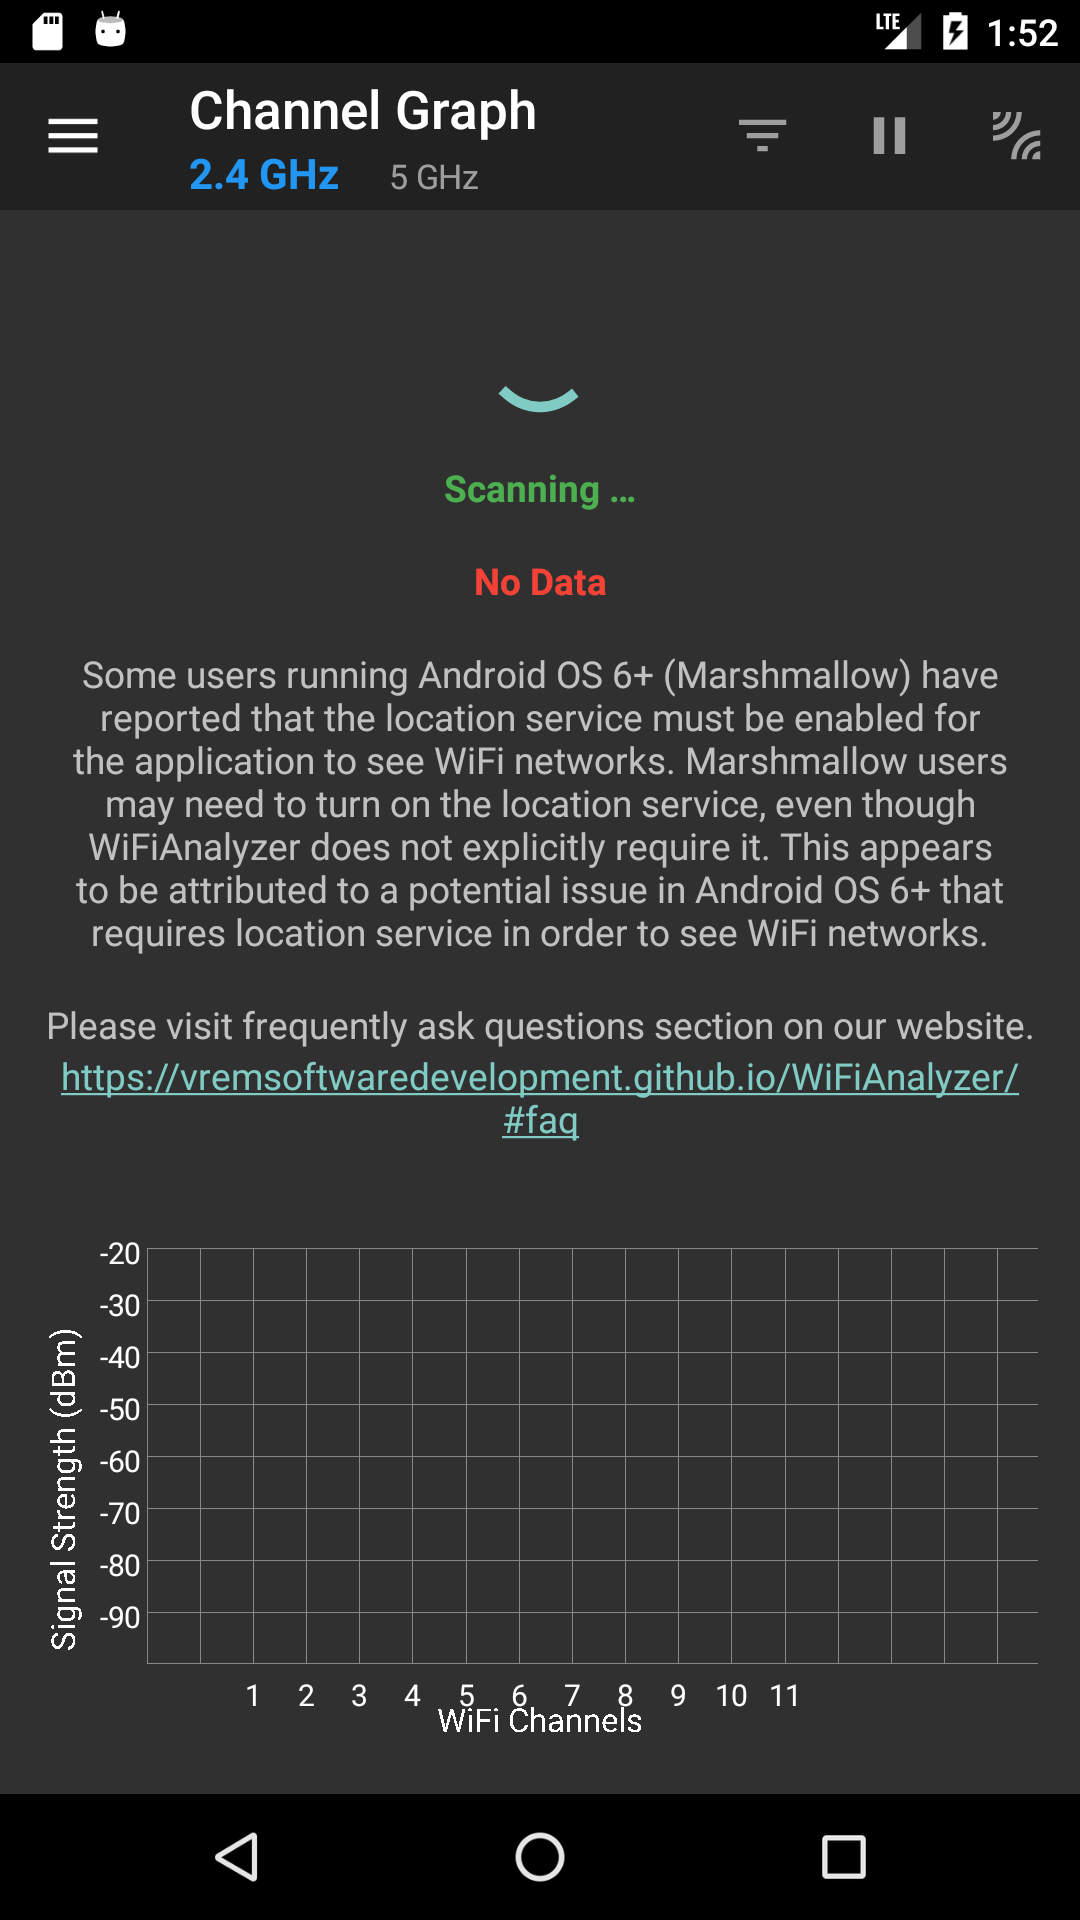 LTE 1:52
Channel Graph
2.4 GHz 5 GHz
Scanning ...
No Data
Some users running Android OS 6+ (Marshmallow) have
reported that the location service must be enabled for
the application to see WiFi networks. Marshmallow users
may need to turn on the location service, even though
WiFiAnalyzer does not explicitly require it. This appears
to be attributed to a potential issue in Android OS 6+ that
requires location service in order to see WiFi networks.
Please visit frequently ask questions section on our website.
https://vremsoftwaredevelopment.github.io/WiFiAnalyzer/
#faq
Signal Strength (dBm)
-20
-30
-40
-50
-60
-70
-80
-90
1 2 3 4 5 6 7 8 9 10 11
WiFi Channels